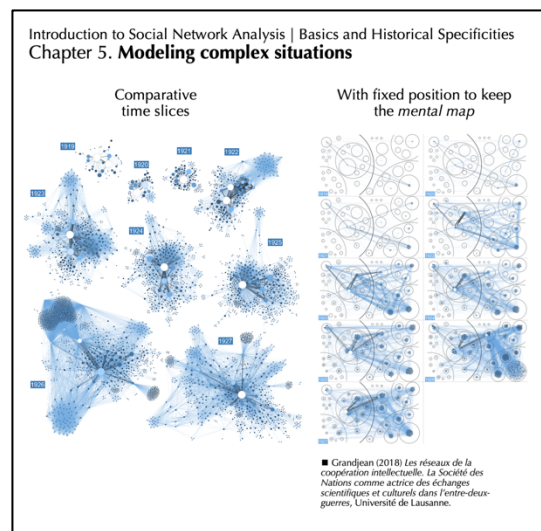 Introduction to Social Network Analysis | Basics and Historical Specificities
Chapter 5. Modeling complex situations
Comparative
time slices
With fixed position to keep
the mental map
1919
1920
1921
1922
1923
1924
1925
1926
1927
■ Grandjean (2018) Les réseaux de la
coopération intellectuelle. La Société des
Nations comme actrice des échanges
scientifiques et culturels dans l'entre-deux-
guerres, Université de Lausanne.